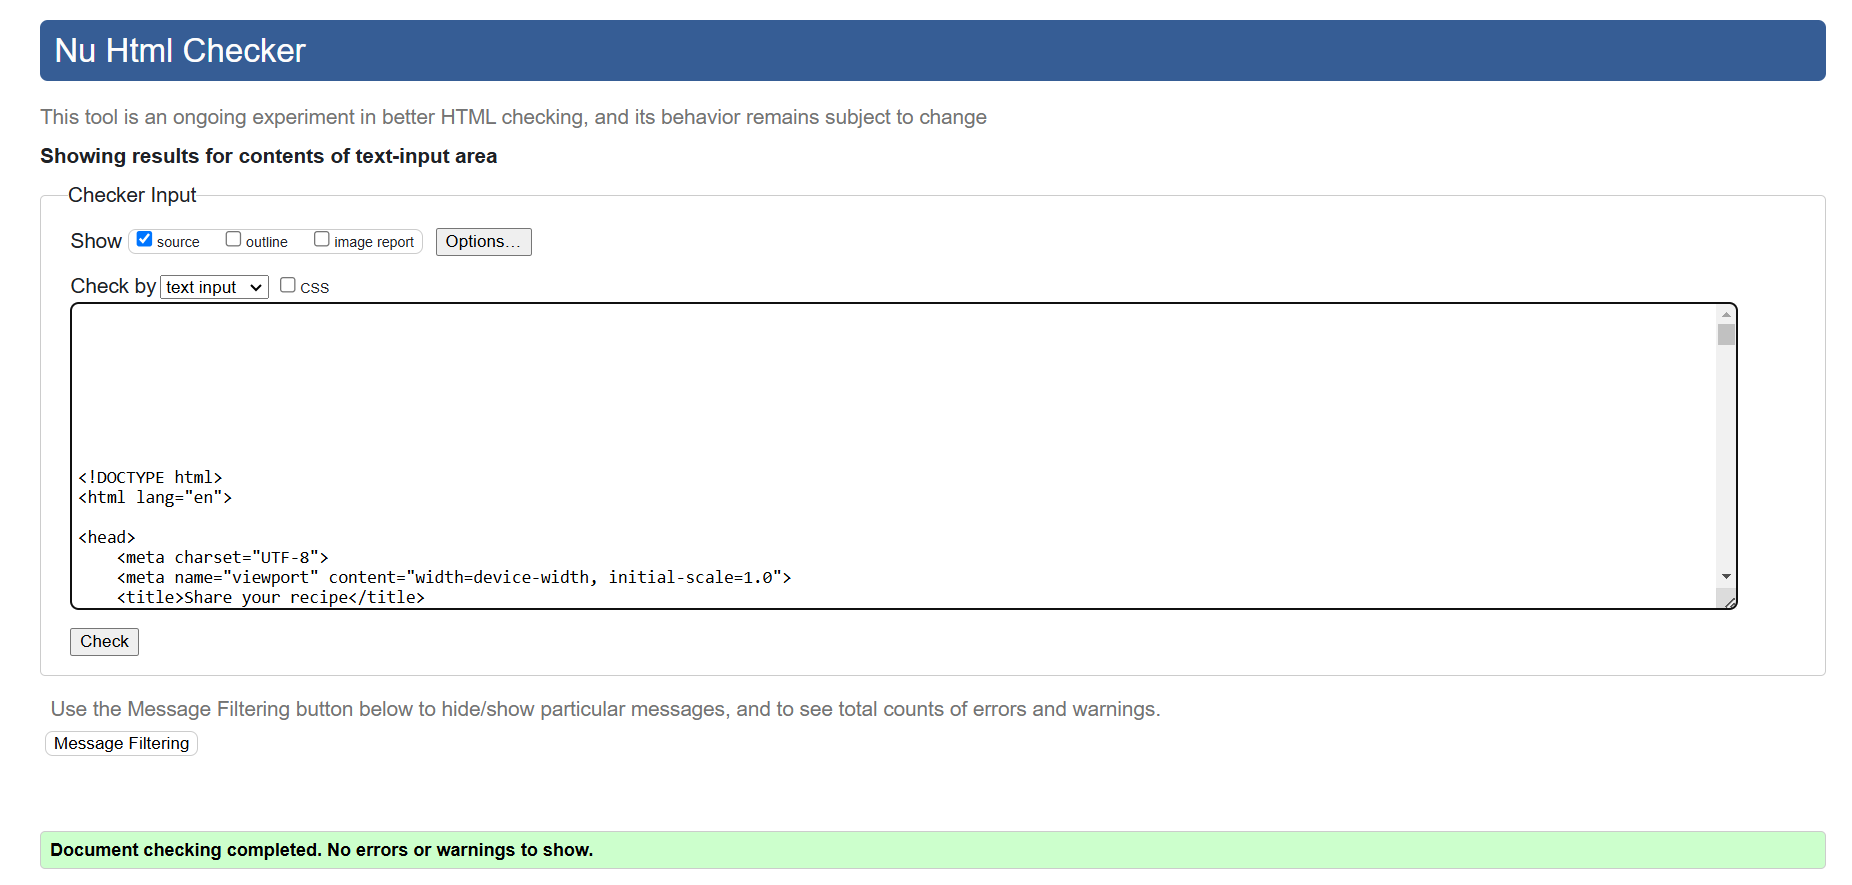 Nu Html Checker
This tool is an ongoing experiment in better HTML checking, and its behavior remains subject to change
Showing results for contents of text-input area
Checker Input
Show source outline image report Options...
Check by text input CSS
<!DOCTYPE html>
<html lang="en">
<head>
    <meta charset="UTF-8">
    <meta name="viewport" content="width=device-width, initial-scale=1.0">
    <title>Share your recipe</title>
Check
Use the Message Filtering button below to hide/show particular messages, and to see total counts of errors and warnings.
Message Filtering
Document checking completed. No errors or warnings to show.